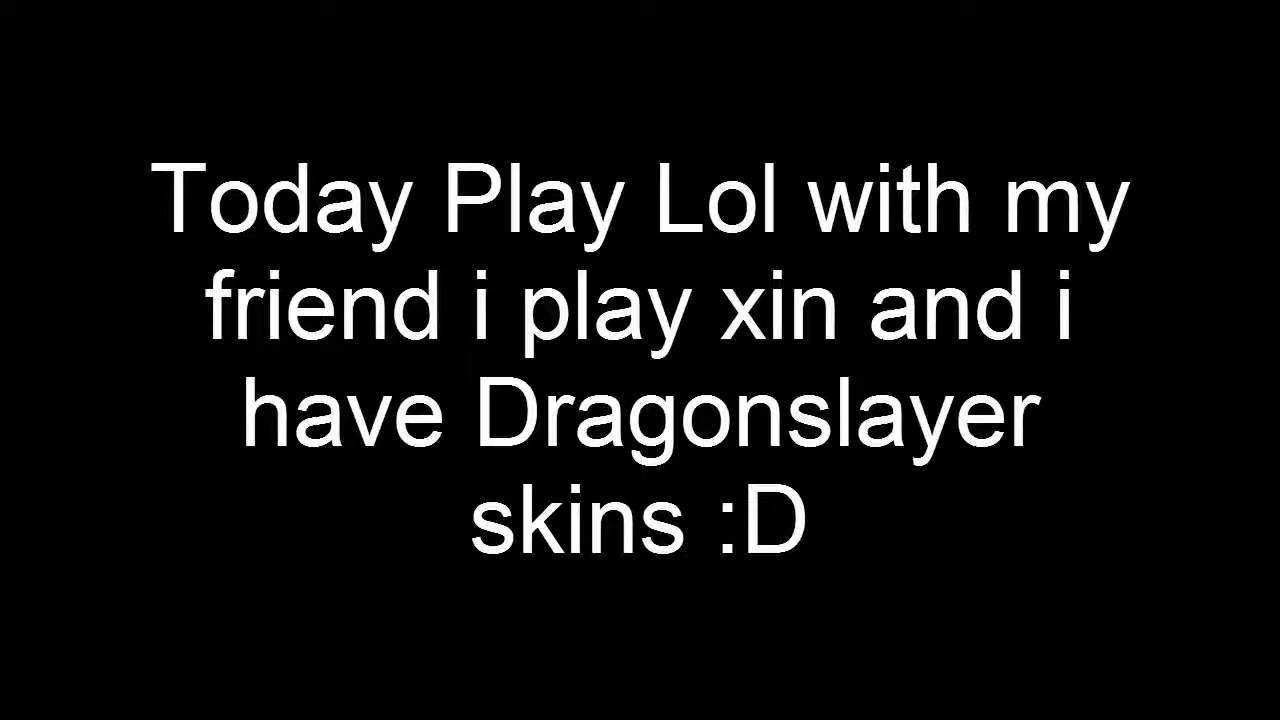 Today Play Lol with my
friend i play xin and i
have Dragonslayer
skins :D